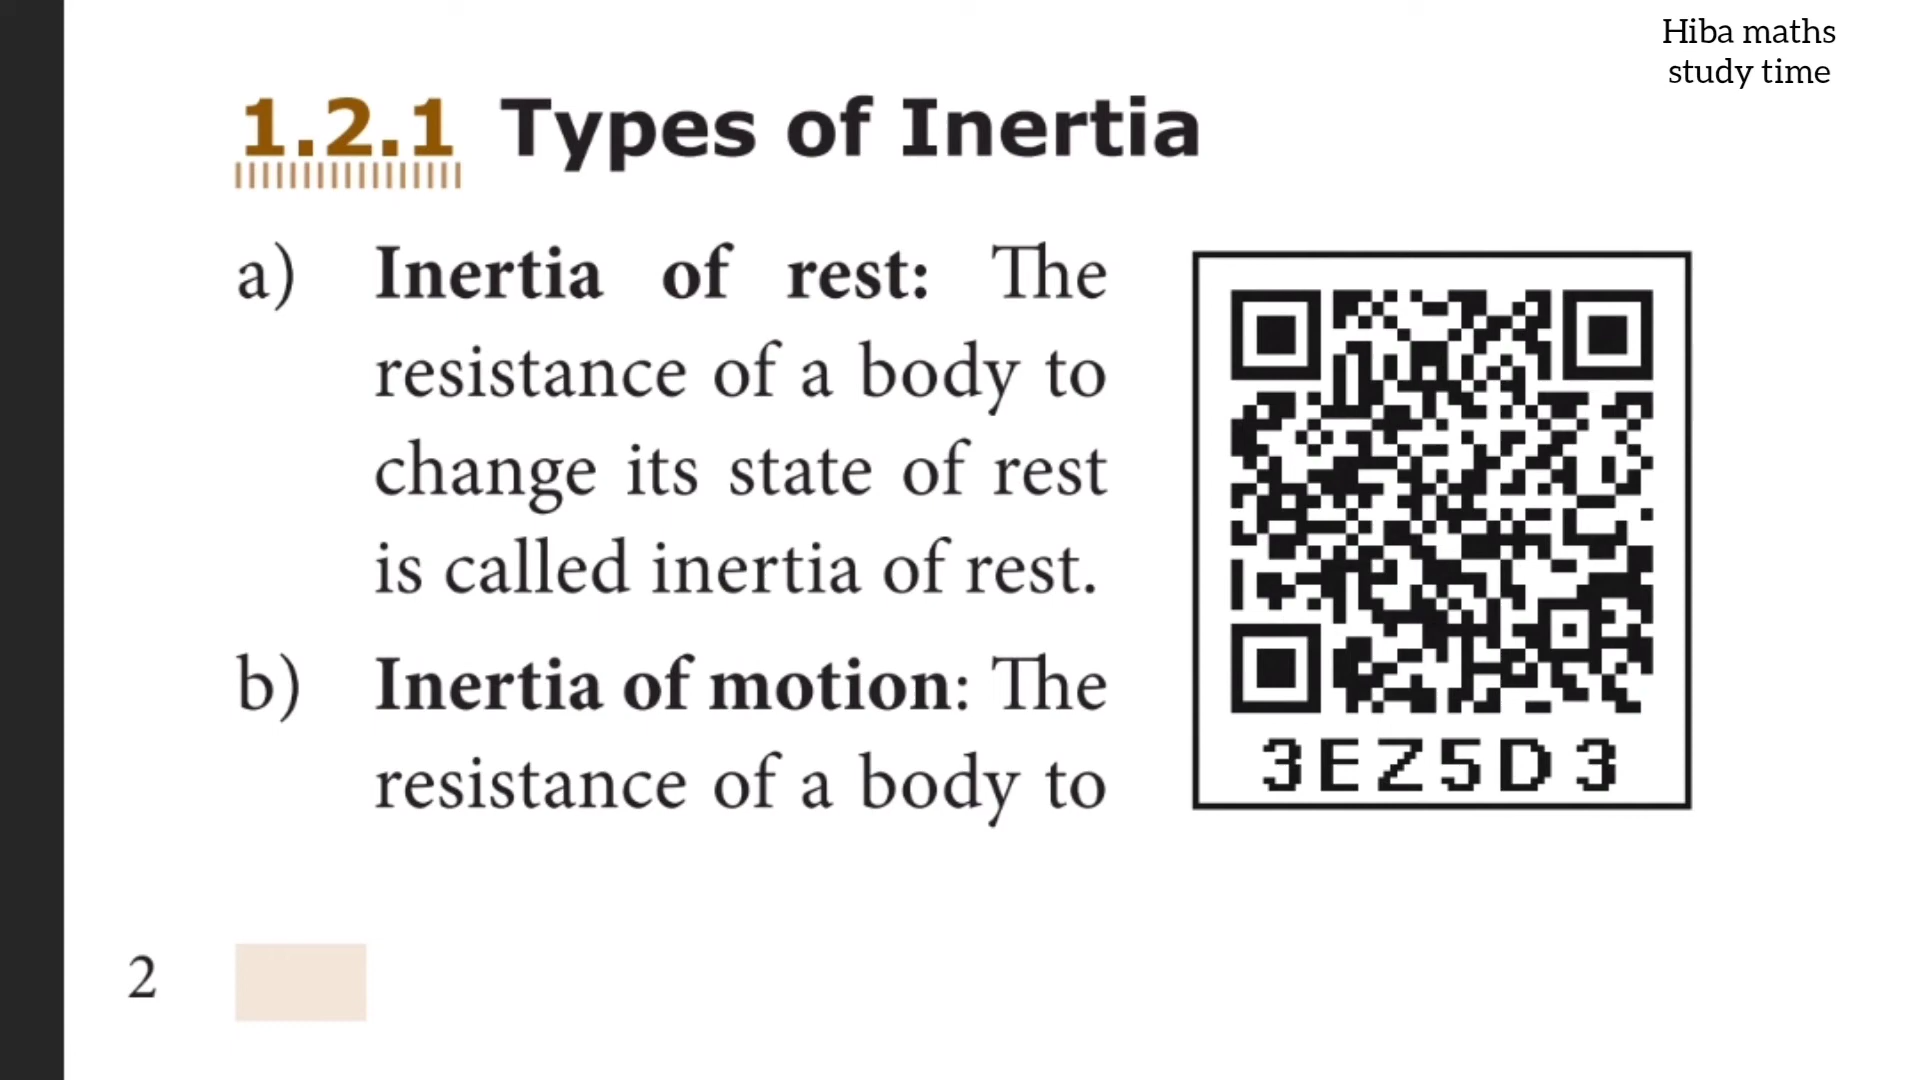 Hiba maths
study time
1.2.1 Types of Inertia
a) Inertia of rest: The
resistance of a body to
change its state of rest
is called inertia of rest.
b) Inertia of motion: The
resistance of a body to
3EZ5D3
2